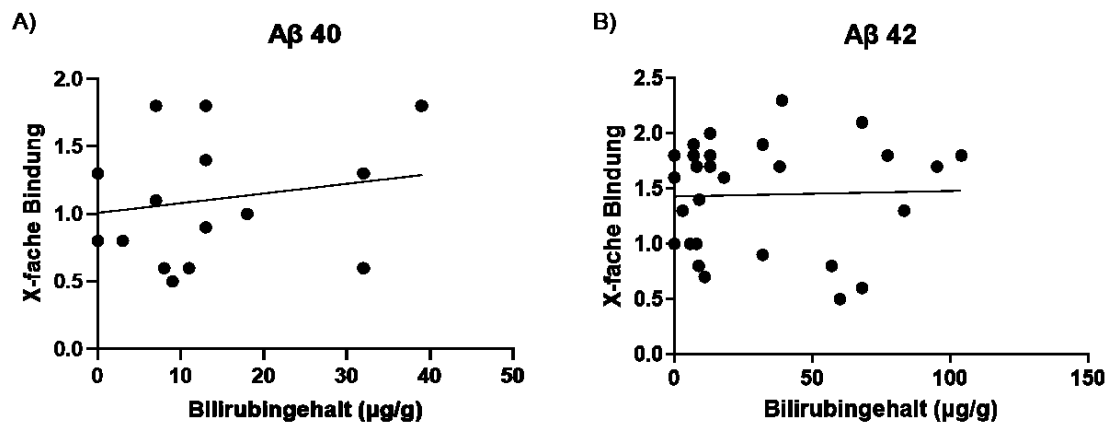 A)
Aβ 40
X-fache Bindung
2.0
1.5
1.0
0.5
0.0
0 10 20 30 40 50
Bilirubingehalt (µg/g)
B)
Aβ 42
X-fache Bindung
2.5
2.0
1.5
1.0
0.5
0.0
0 50 100 150
Bilirubingehalt (µg/g)